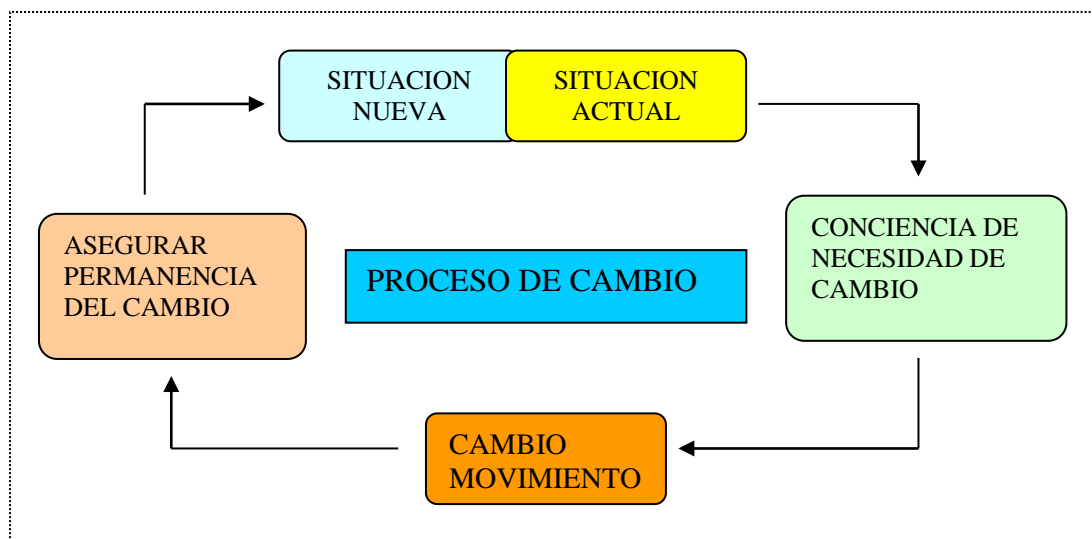 SITUACION
NUEVA
SITUACION
ACTUAL
CONCIENCIA DE
NECESIDAD DE
CAMBIO
ASEGURAR
PERMANENCIA
DEL CAMBIO
PROCESO DE CAMBIO
CAMBIO
MOVIMIENTO